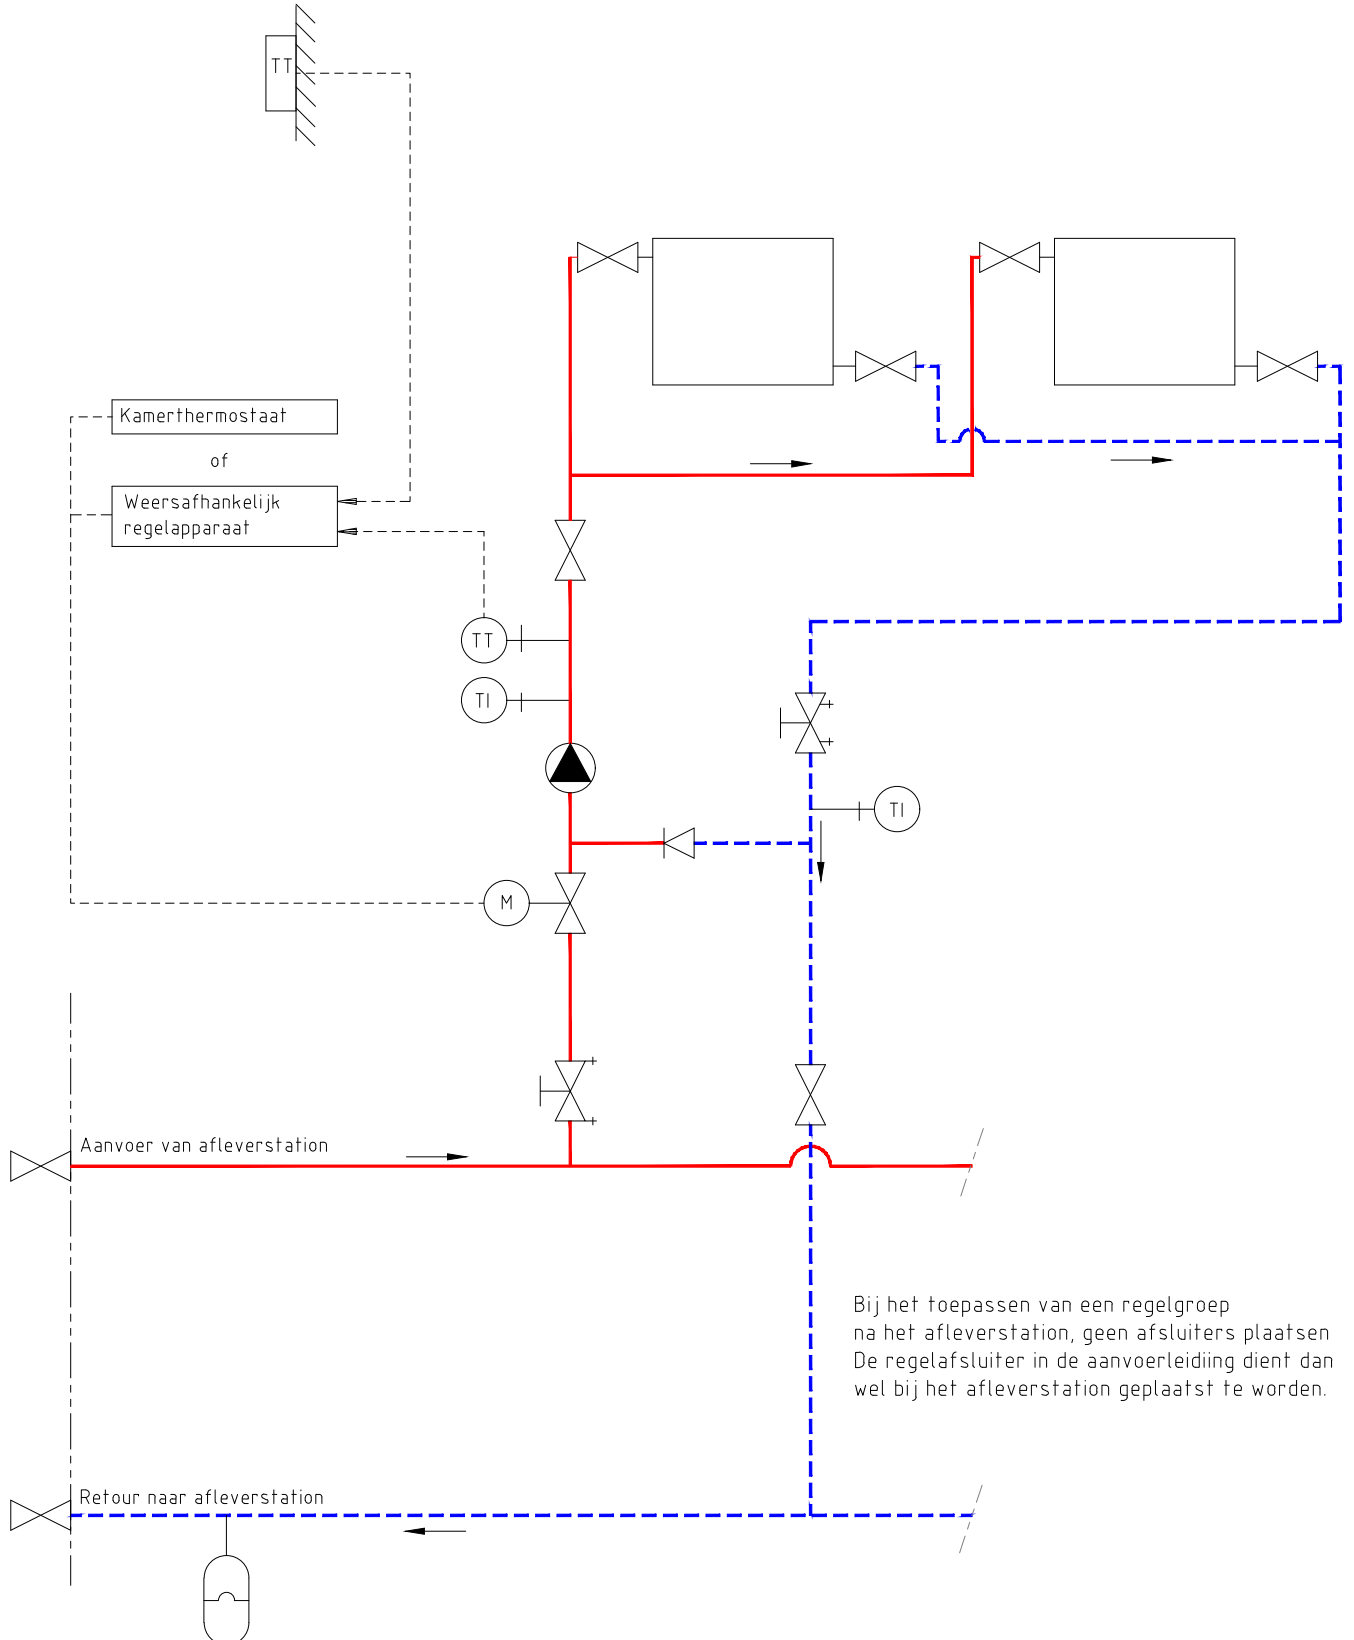 TT
Kamerthermostaat
of
Weersafhankelijk
regelapparaat
TT
TI
TI
M
Aanvoer van afleverstation
Bij het toepassen van een regelgroep
na het afleverstation, geen afsluiters plaatsen
De regelafsluiter in de aanvoerleidiing dient dan
wel bij het afleverstation geplaatst te worden.
Retour naar afleverstation